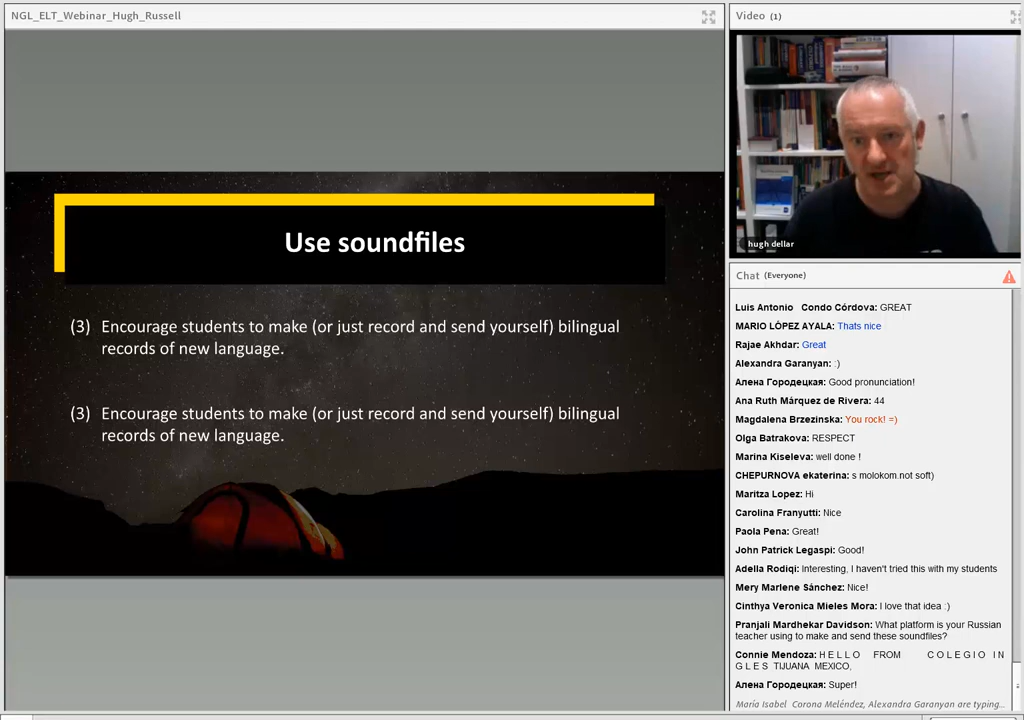 NGL_ELT_Webinar_Hugh_Russell
Use soundfiles
(3) Encourage students to make (or just record and send yourself) bilingual
records of new language.
(3) Encourage students to make (or just record and send yourself) bilingual
records of new language.
Video (1)
hugh dellar
Chat (Everyone)
Luis Antonio Condo Córdova: GREAT
MARIO LÓPEZ AYALA: Thats nice
Rajae Akhdar: Great
Alexandra Garanyan: :)
Алена Городецкая: Good pronunciation!
Ana Ruth Márquez de Rivera: 44
Magdalena Brzezinska: You rock! =)
Olga Batrakova: RESPECT
Marina Kiseleva: well done !
CHEPURNOVA ekaterina: s molokom.not soft)
Maritza Lopez: Hi
Carolina Franyutti: Nice
Paola Pena: Great!
John Patrick Legaspi: Good!
Adella Rodiqi: Interesting, I haven't tried this with my students
Mery Marlene Sánchez: Nice!
Cinthya Veronica Mieles Mora: I love that idea :)
Pranjali Mardhekar Davidson: What platform is your Russian
teacher using to make and send these soundfiles?
Connie Mendoza: H E L L O FROM C O L E G I O I N
G L E S TIJUANA MEXICO,
Алена Городецкая: Super!
María Isabel Corona Meléndez, Alexandra Garanyan are typing...